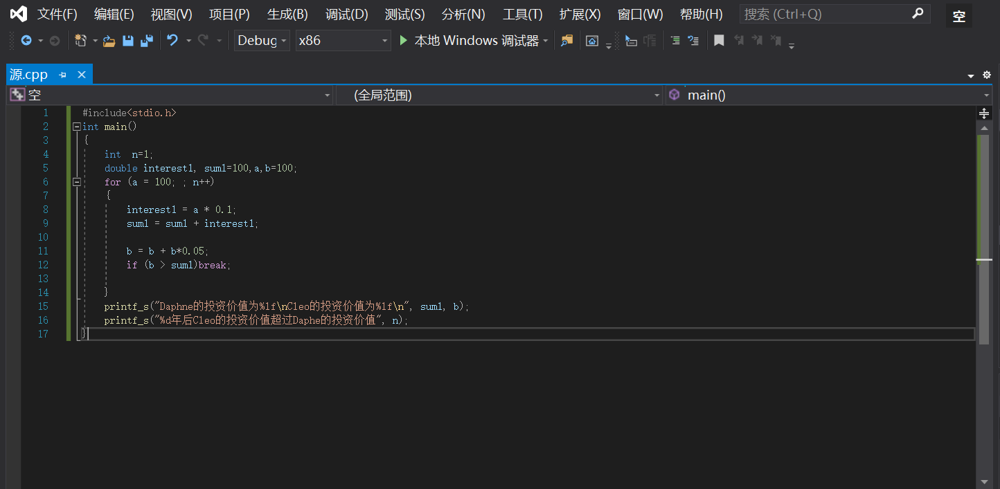 文件(F) 编辑(E) 视图(V) 项目(P) 生成(B) 调试(D) 测试(S) 分析(N) 工具(T) 扩展(X) 窗口(W) 帮助(H) 搜索 (Ctrl+Q) 空
Debug x86 本地 Windows 调试器
源.cpp
空 (全局范围) main()
1 #include<stdio.h>
2 int main()
3 {
4 int n=1;
5 double interest1, sum1=100,a,b=100;
6 for (a = 100; ; n++)
7 {
8 interest1 = a * 0.1;
9 sum1 = sum1 + interest1;
10
11 b = b + b*0.05;
12 if (b > sum1)break;
13
14 }
15 printf_s("Daphne的投资价值为%lf\nCleo的投资价值为%lf\n", sum1, b);
16 printf_s("%d年后Cleo的投资价值超过Daphe的投资价值", n);
17 }